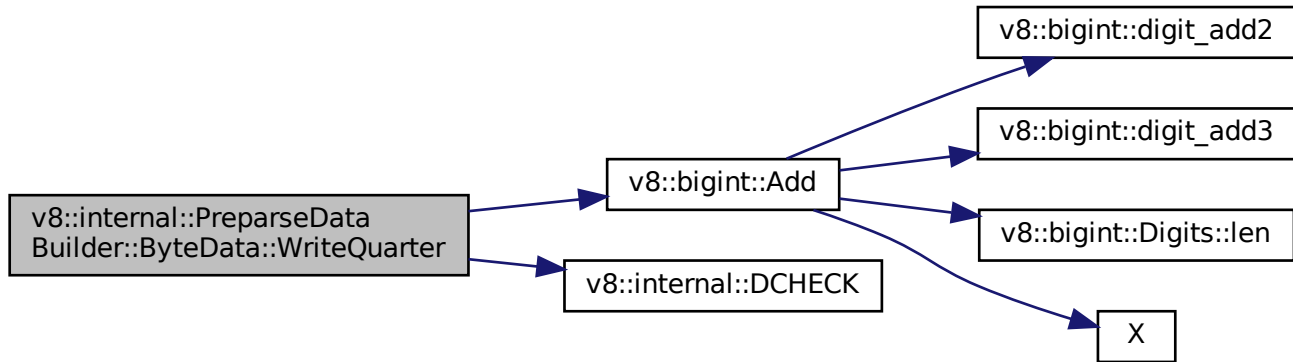 v8::internal::PreparseData
Builder::ByteData::WriteQuarter
v8::bigint::Add
v8::internal::DCHECK
v8::bigint::digit_add2
v8::bigint::digit_add3
v8::bigint::Digits::len
X